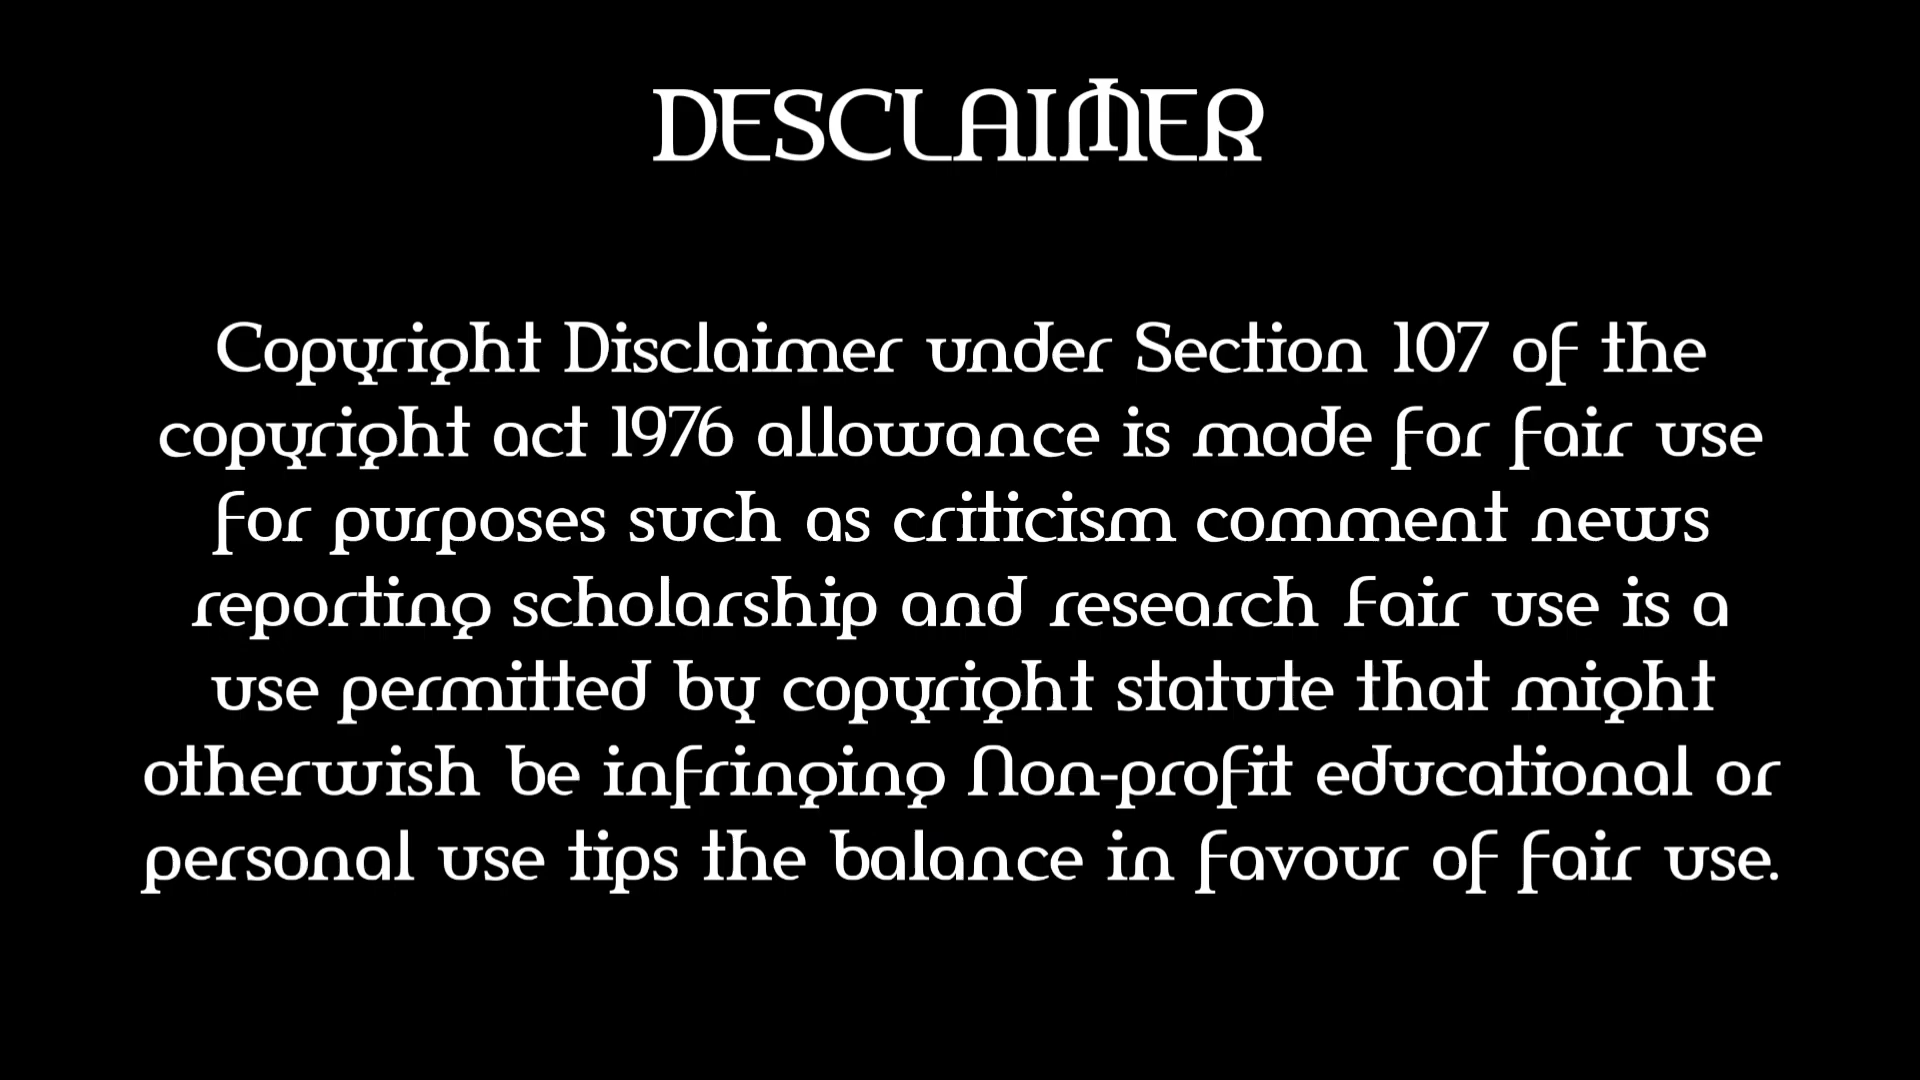 DESCLAIMER
Copyright Disclaimer under Section 107 of the
copyright act 1976 allowance is made for fair use
for purposes such as criticism comment news
reporting scholarship and research Fair use is a
use permitted by copyright statute that might
otherwish be infringing Non-profit educational or
personal use tips the balance in favour of fair use.